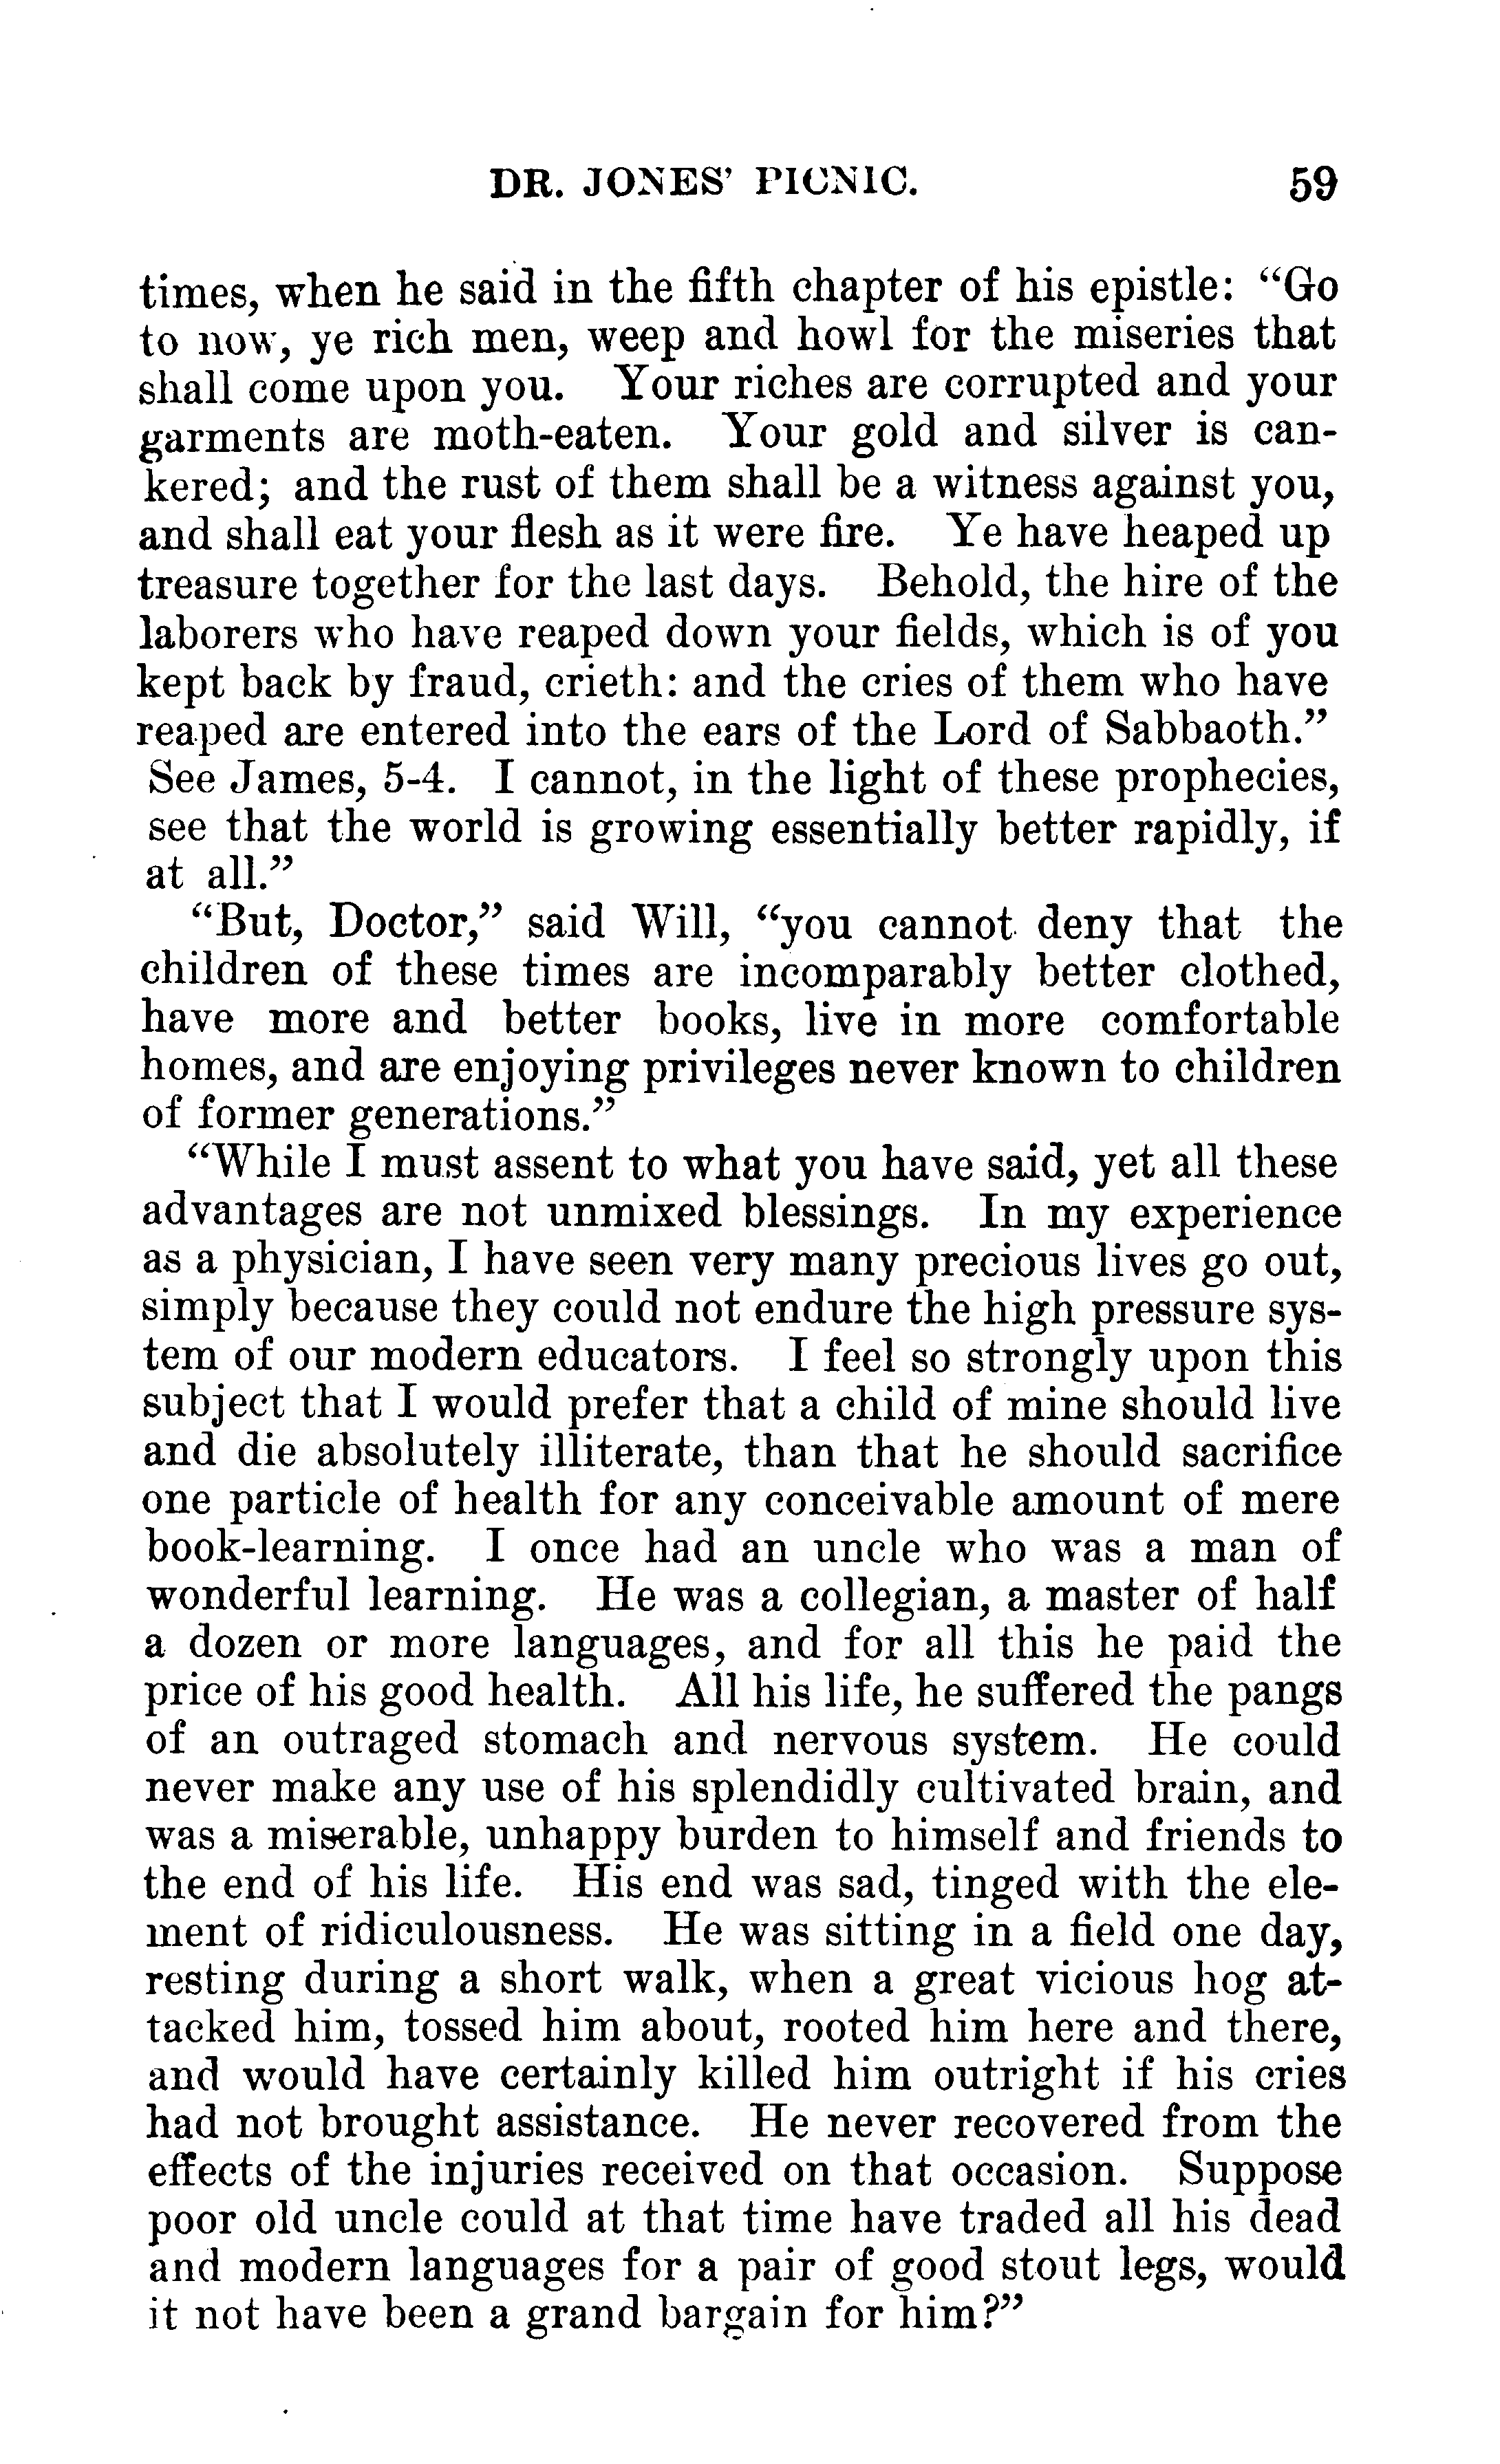 DR. JONES' PICNIC. 59
times, when he said in the fifth chapter of his epistle: "Go
to now, ye rich men, weep and howl for the miseries that
shall come upon you. Your riches are corrupted and your
garments are moth-eaten. Your gold and silver is can-
kered; and the rust of them shall be a witness against you,
and shall eat your flesh as it were fire. Ye have heaped up
treasure together for the last days. Behold, the hire of the
laborers who have reaped down your fields, which is of you
kept back by fraud, crieth: and the cries of them who have
reaped are entered into the ears of the Lord of Sabbaoth."
See James, 5-4. I cannot, in the light of these prophecies,
see that the world is growing essentially better rapidly, if
at all."
"But, Doctor," said Will, "you cannot deny that the
children of these times are incomparably better clothed,
have more and better books, live in more comfortable
homes, and are enjoying privileges never known to children
of former generations."
"While I must assent to what you have said, yet all these
advantages are not unmixed blessings. In my experience
as a physician, I have seen very many precious lives go out,
simply because they could not endure the high pressure sys-
tem of our modern educators. I feel so strongly upon this
subject that I would prefer that a child of mine should live
and die absolutely illiterate, than that he should sacrifice
one particle of health for any conceivable amount of mere
book-learning. I once had an uncle who was a man of
wonderful learning. He was a collegian, a master of half
a dozen or more languages, and for all this he paid the
price of his good health. All his life, he suffered the pangs
of an outraged stomach and nervous system. He could
never make any use of his splendidly cultivated brain, and
was a miserable, unhappy burden to himself and friends to
the end of his life. His end was sad, tinged with the ele-
ment of ridiculousness. He was sitting in a field one day,
resting during a short walk, when a great vicious hog at-
tacked him, tossed him about, rooted him here and there,
and would have certainly killed him outright if his cries
had not brought assistance. He never recovered from the
effects of the injuries received on that occasion. Suppose
poor old uncle could at that time have traded all his dead
and modern languages for a pair of good stout legs, would
it not have been a grand bargain for him?"